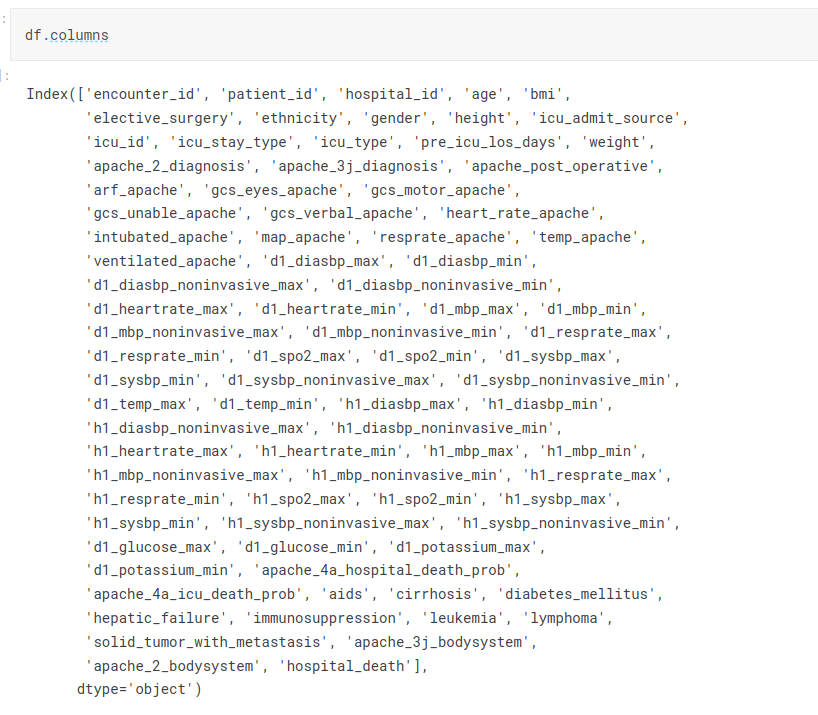 :
df.columns
]:
Index(['encounter_id', 'patient_id', 'hospital_id', 'age', 'bmi',
'elective_surgery', 'ethnicity', 'gender', 'height', 'icu_admit_source',
'icu_id', 'icu_stay_type', 'icu_type', 'pre_icu_los_days', 'weight',
'apache_2_diagnosis', 'apache_3j_diagnosis', 'apache_post_operative',
'arf_apache', 'gcs_eyes_apache', 'gcs_motor_apache',
'gcs_unable_apache', 'gcs_verbal_apache', 'heart_rate_apache',
'intubated_apache', 'map_apache', 'resprate_apache', 'temp_apache',
'ventilated_apache', 'd1_diasbp_max', 'd1_diasbp_min',
'd1_diasbp_noninvasive_max', 'd1_diasbp_noninvasive_min',
'd1_heartrate_max', 'd1_heartrate_min', 'd1_mbp_max', 'd1_mbp_min',
'd1_mbp_noninvasive_max', 'd1_mbp_noninvasive_min', 'd1_resprate_max',
'd1_resprate_min', 'd1_spo2_max', 'd1_spo2_min', 'd1_sysbp_max',
'd1_sysbp_min', 'd1_sysbp_noninvasive_max', 'd1_sysbp_noninvasive_min',
'd1_temp_max', 'd1_temp_min', 'h1_diasbp_max', 'h1_diasbp_min',
'h1_diasbp_noninvasive_max', 'h1_diasbp_noninvasive_min',
'h1_heartrate_max', 'h1_heartrate_min', 'h1_mbp_max', 'h1_mbp_min',
'h1_mbp_noninvasive_max', 'h1_mbp_noninvasive_min', 'h1_resprate_max',
'h1_resprate_min', 'h1_spo2_max', 'h1_spo2_min', 'h1_sysbp_max',
'h1_sysbp_min', 'h1_sysbp_noninvasive_max', 'h1_sysbp_noninvasive_min',
'd1_glucose_max', 'd1_glucose_min', 'd1_potassium_max',
'd1_potassium_min', 'apache_4a_hospital_death_prob',
'apache_4a_icu_death_prob', 'aids', 'cirrhosis', 'diabetes_mellitus',
'hepatic_failure', 'immunosuppression', 'leukemia', 'lymphoma',
'solid_tumor_with_metastasis', 'apache_3j_bodysystem',
'apache_2_bodysystem', 'hospital_death'],
dtype='object')